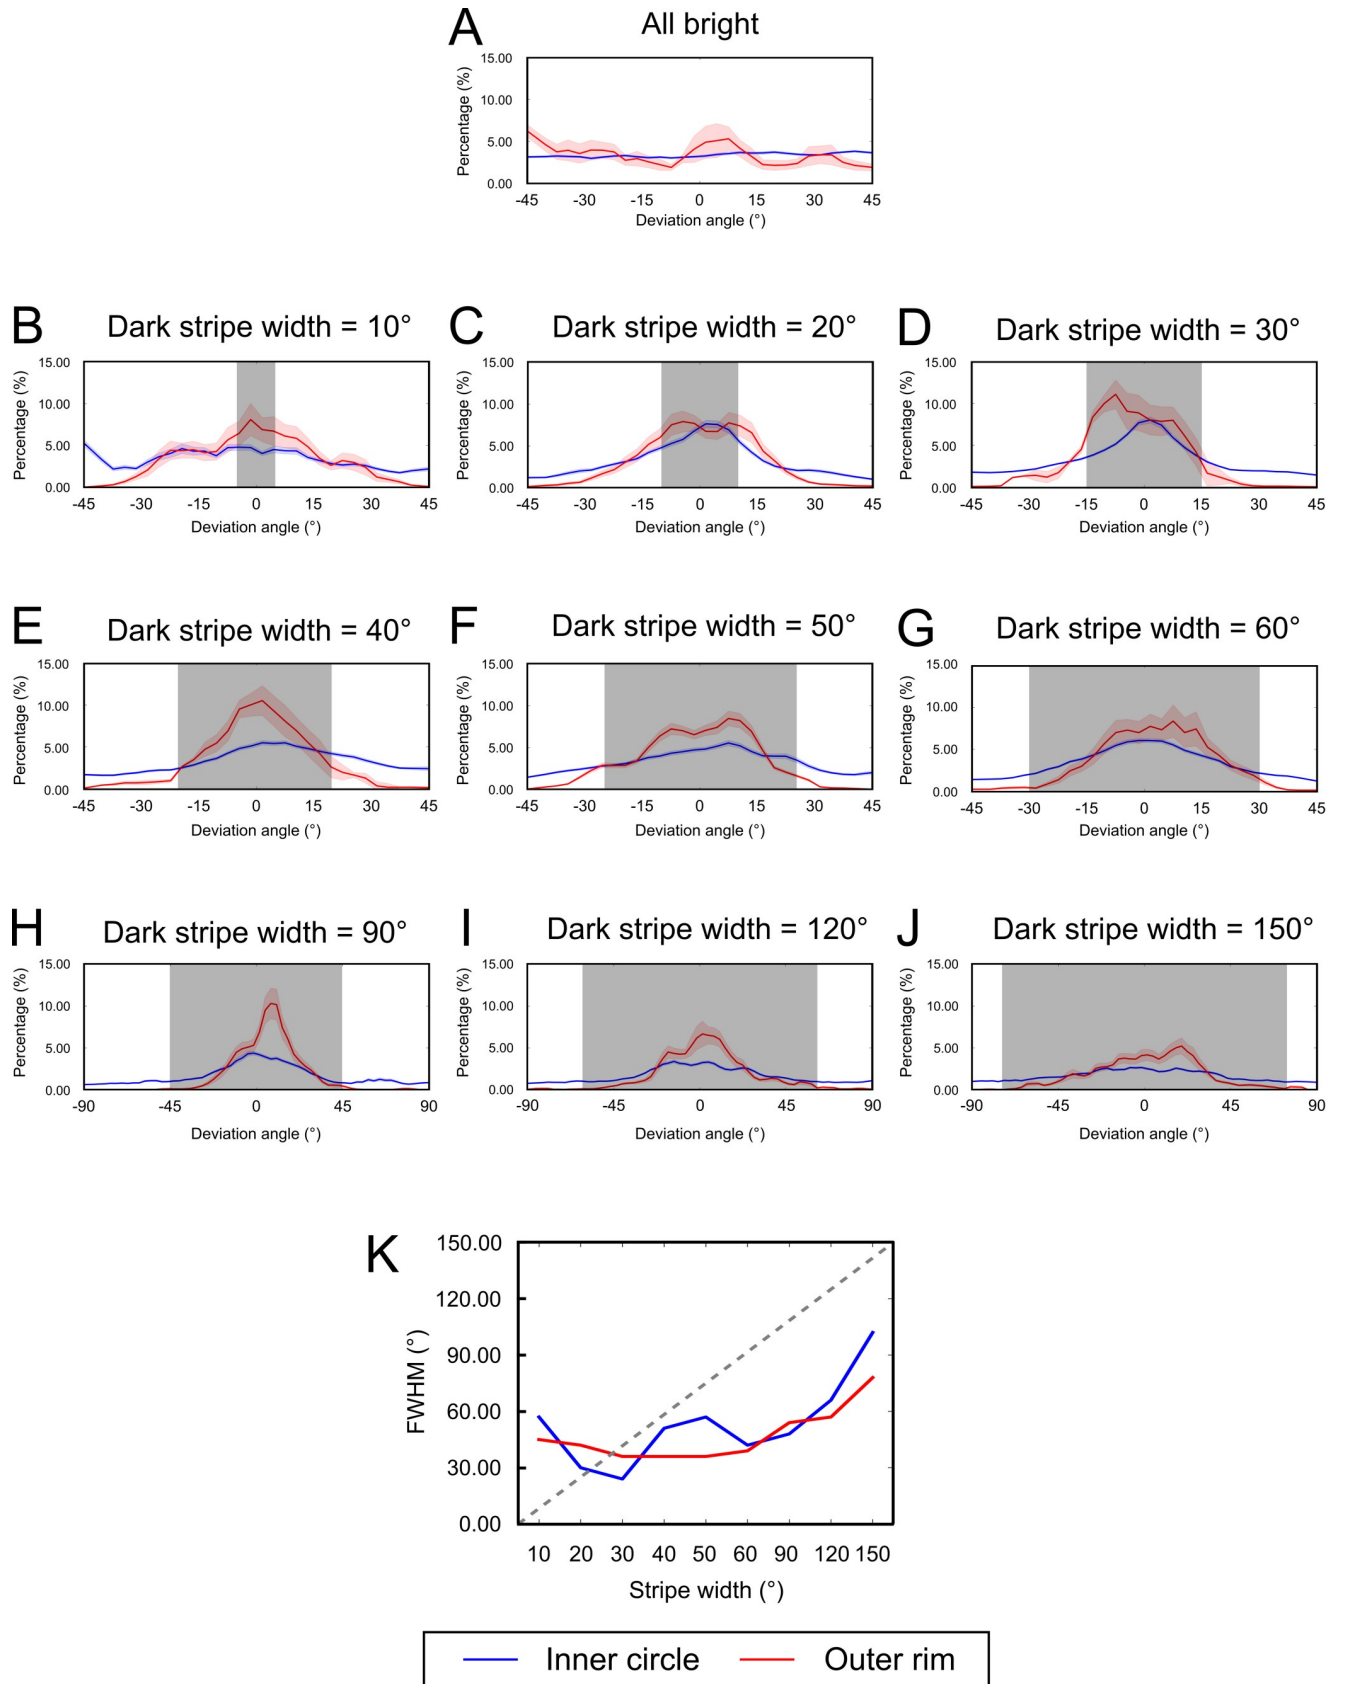 A All bright
Percentage (%)
15.00
10.00
5.00
0.00
-45 -30 -15 0 15 30 45
Deviation angle (°)
B Dark stripe width = 10°
Percentage (%)
15.00
10.00
5.00
0.00
-45 -30 -15 0 15 30 45
Deviation angle (°)
C Dark stripe width = 20°
Percentage (%)
15.00
10.00
5.00
0.00
-45 -30 -15 0 15 30 45
Deviation angle (°)
D Dark stripe width = 30°
Percentage (%)
15.00
10.00
5.00
0.00
-45 -30 -15 0 15 30 45
Deviation angle (°)
E Dark stripe width = 40°
Percentage (%)
15.00
10.00
5.00
0.00
-45 -30 -15 0 15 30 45
Deviation angle (°)
F Dark stripe width = 50°
Percentage (%)
15.00
10.00
5.00
0.00
-45 -30 -15 0 15 30 45
Deviation angle (°)
G Dark stripe width = 60°
Percentage (%)
15.00
10.00
5.00
0.00
-45 -30 -15 0 15 30 45
Deviation angle (°)
H Dark stripe width = 90°
Percentage (%)
15.00
10.00
5.00
0.00
-90 -45 0 45 90
Deviation angle (°)
I Dark stripe width = 120°
Percentage (%)
15.00
10.00
5.00
0.00
-90 -45 0 45 90
Deviation angle (°)
J Dark stripe width = 150°
Percentage (%)
15.00
10.00
5.00
0.00
-90 -45 0 45 90
Deviation angle (°)
K
FWHM (°)
150.00
120.00
90.00
60.00
30.00
0.00
10 20 30 40 50 60 90 120 150
Stripe width (°)
Inner circle Outer rim